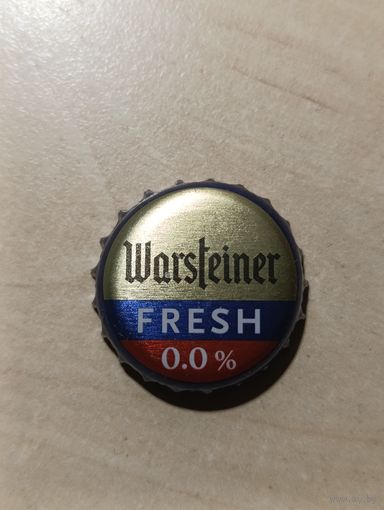 Warsteiner
FRESH
0.0 %